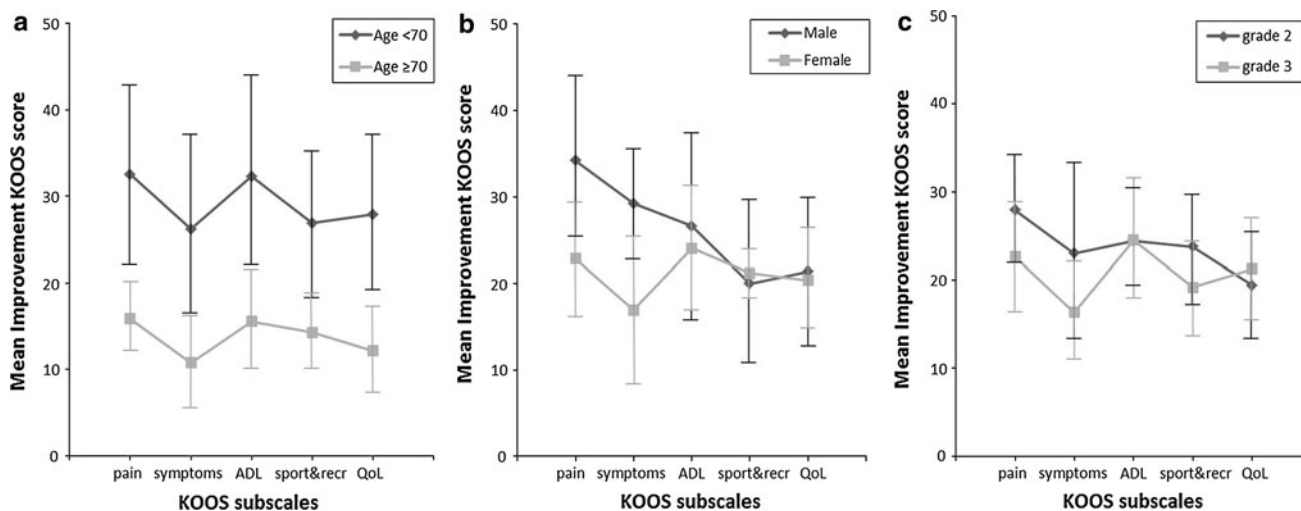 a
50
40
30
20
10
0
Mean Improvement KOOS score
Age <70
Age ≥70
pain symptoms ADL sport&recr QoL
KOOS subscales
b
50
40
30
20
10
0
Mean Improvement KOOS score
Male
Female
pain symptoms ADL sport&recr QoL
KOOS subscales
c
50
40
30
20
10
0
Mean Improvement KOOS score
grade 2
grade 3
pain symptoms ADL sport&recr QoL
KOOS subscales